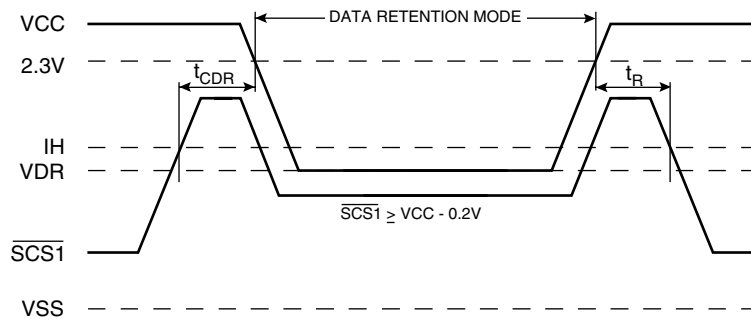 VCC
DATA RETENTION MODE
2.3V
tCDR
tR
IH
VDR
SCS1 ≥ VCC - 0.2V
SCS1
VSS